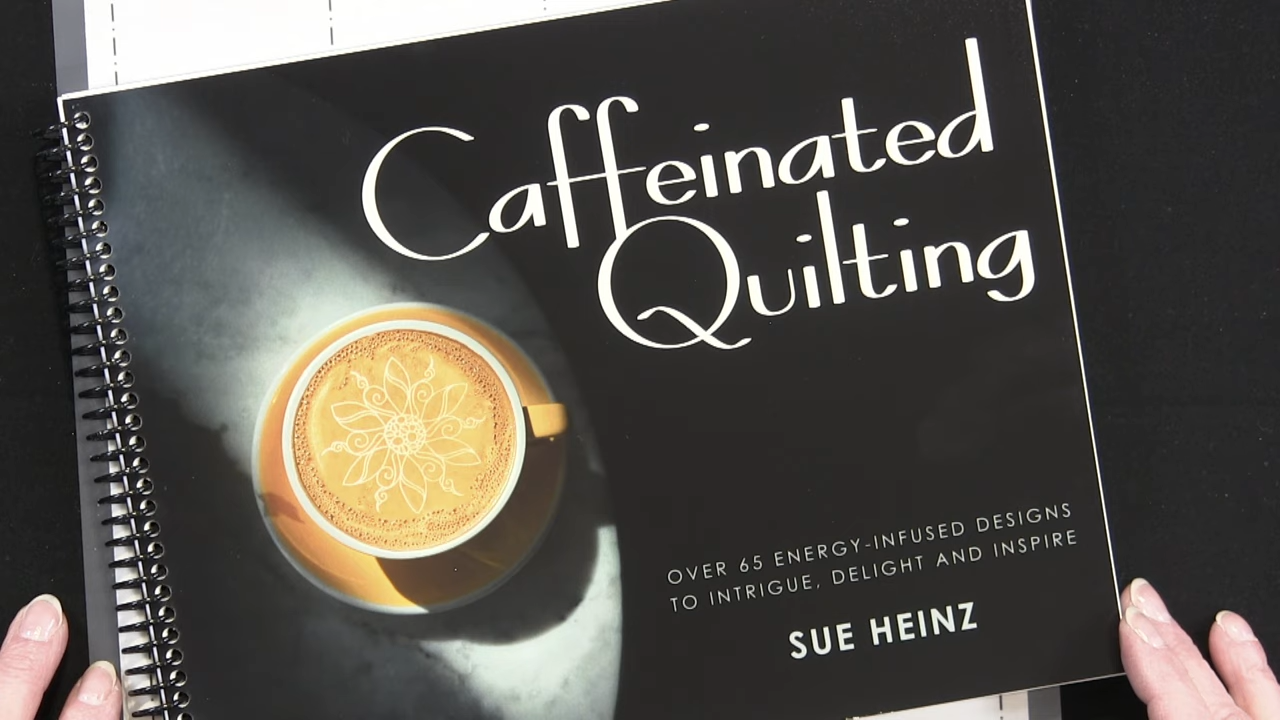 Caffeinated
Quilting
OVER 65 ENERGY-INFUSED DESIGNS
TO INTRIGUE, DELIGHT AND INSPIRE
SUE HEINZ